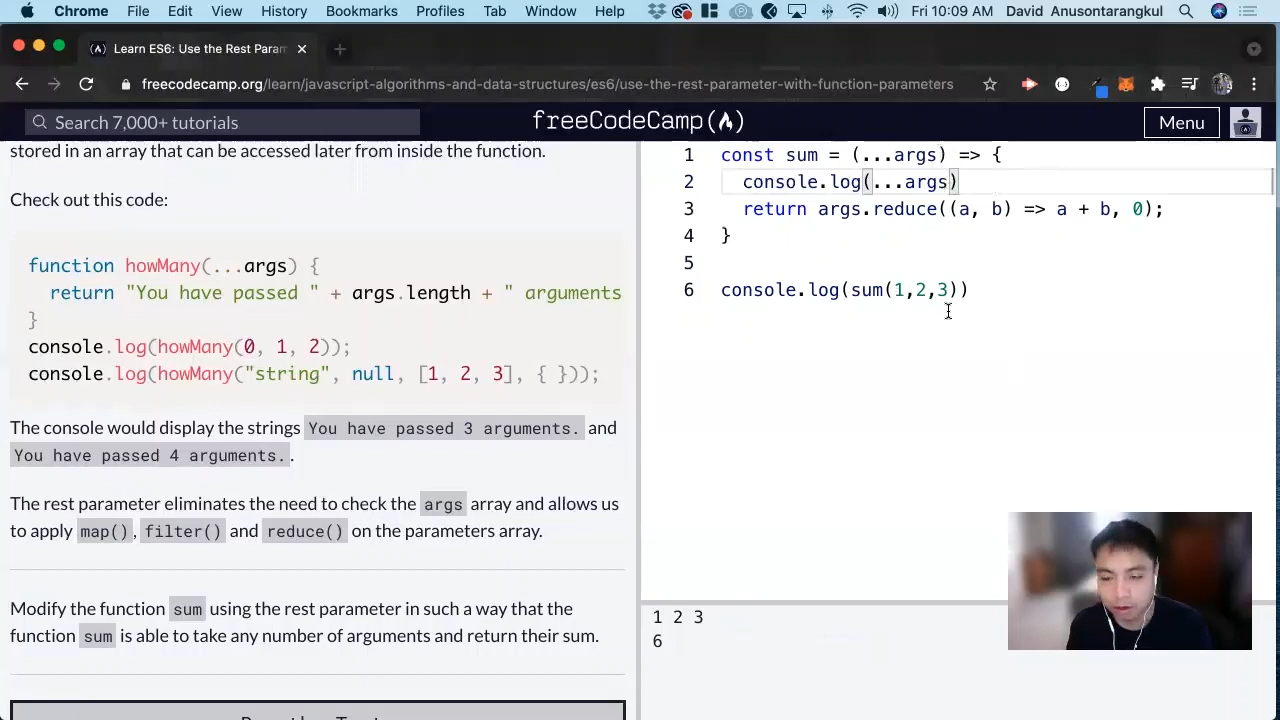 Chrome File Edit View History Bookmarks Profiles Tab Window Help Fri 10:09 AM David Anusontarangkul
Learn ES6: Use the Rest Param
freecodecamp.org/learn/javascript-algorithms-and-data-structures/es6/use-the-rest-parameter-with-function-parameters
Search 7,000+ tutorials
freeCodeCamp
Menu
stored in an array that can be accessed later from inside the function.
Check out this code:
function howMany(...args) {
return "You have passed " + args.length + " arguments
}
console.log(howMany(0, 1, 2));
console.log(howMany("string", null, [1, 2, 3], { }));
The console would display the strings You have passed 3 arguments. and
You have passed 4 arguments..
The rest parameter eliminates the need to check the args array and allows us
to apply map(), filter() and reduce() on the parameters array.
Modify the function sum using the rest parameter in such a way that the
function sum is able to take any number of arguments and return their sum.
1 const sum = (...args) => {
2 console.log(...args)
3 return args.reduce((a, b) => a + b, 0);
4 }
5
6 console.log(sum(1,2,3))
1 2 3
6